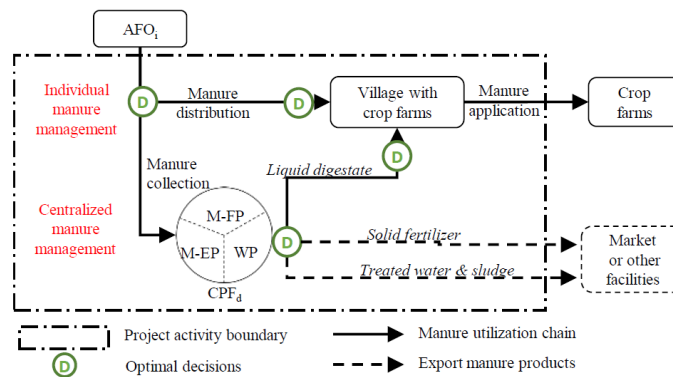 AFOi
Individual
manure
management
D
Manure
distribution
D
Village with
crop farms
Manure
application
Crop
farms
Manure
collection
Liquid digestate
D
Centralized
manure
management
M-FP
M-EP
WP
D
CPFd
Solid fertilizer
Treated water & sludge
Market
or other
facilities
Project activity boundary
Manure utilization chain
D
Optimal decisions
Export manure products